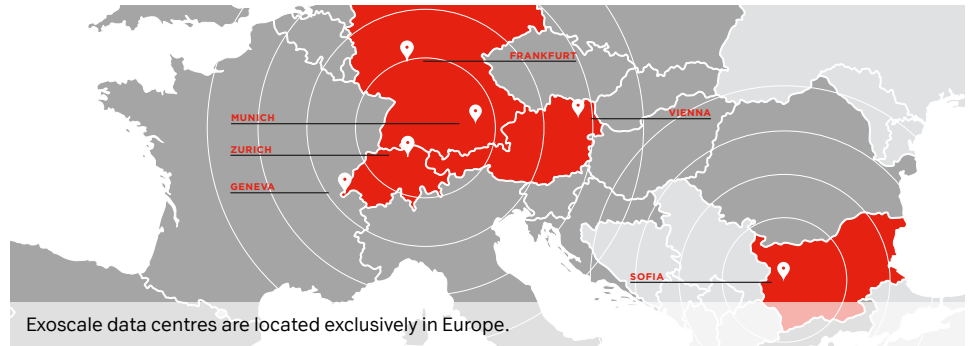 FRANKFURT
MUNICH
VIENNA
ZURICH
GENEVA
SOFIA
Exoscale data centres are located exclusively in Europe.